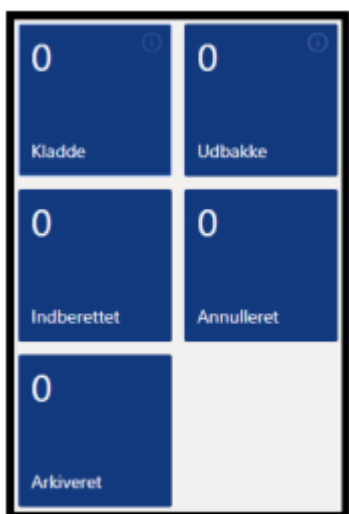 0
0
Kladde
Udbakke
0
0
Indberettet
Annulleret
0
Arkiveret